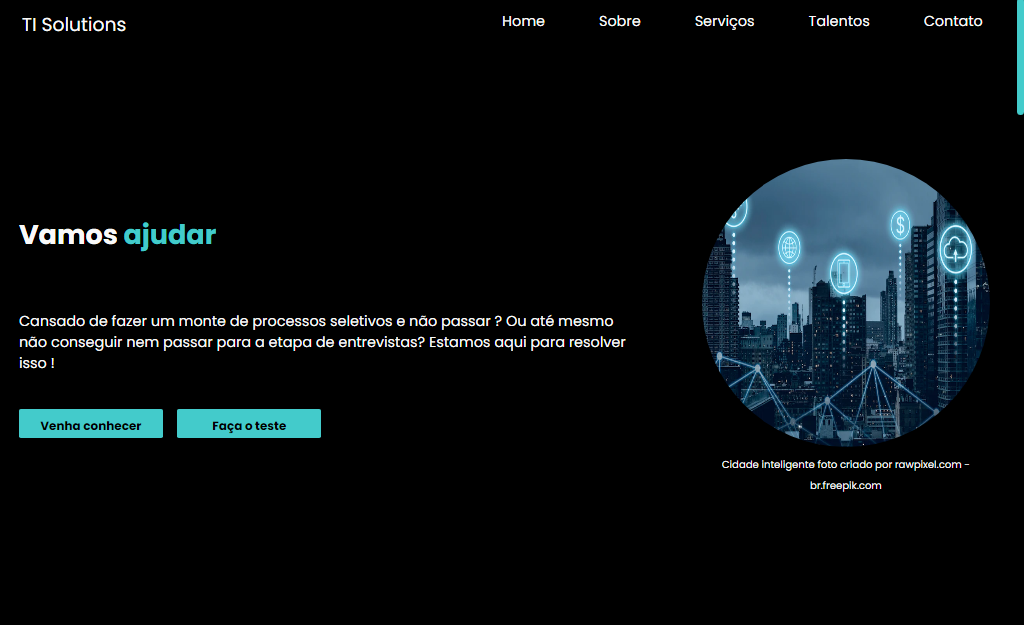 TI Solutions
Home
Sobre
Serviços
Talentos
Contato
Vamos ajudar
Cansado de fazer um monte de processos seletivos e não passar ? Ou até mesmo
não conseguir nem passar para a etapa de entrevistas? Estamos aqui para resolver
isso !
Venha conhecer
Faça o teste
$
Cidade inteligente foto criado por rawpixel.com -
br.freepik.com